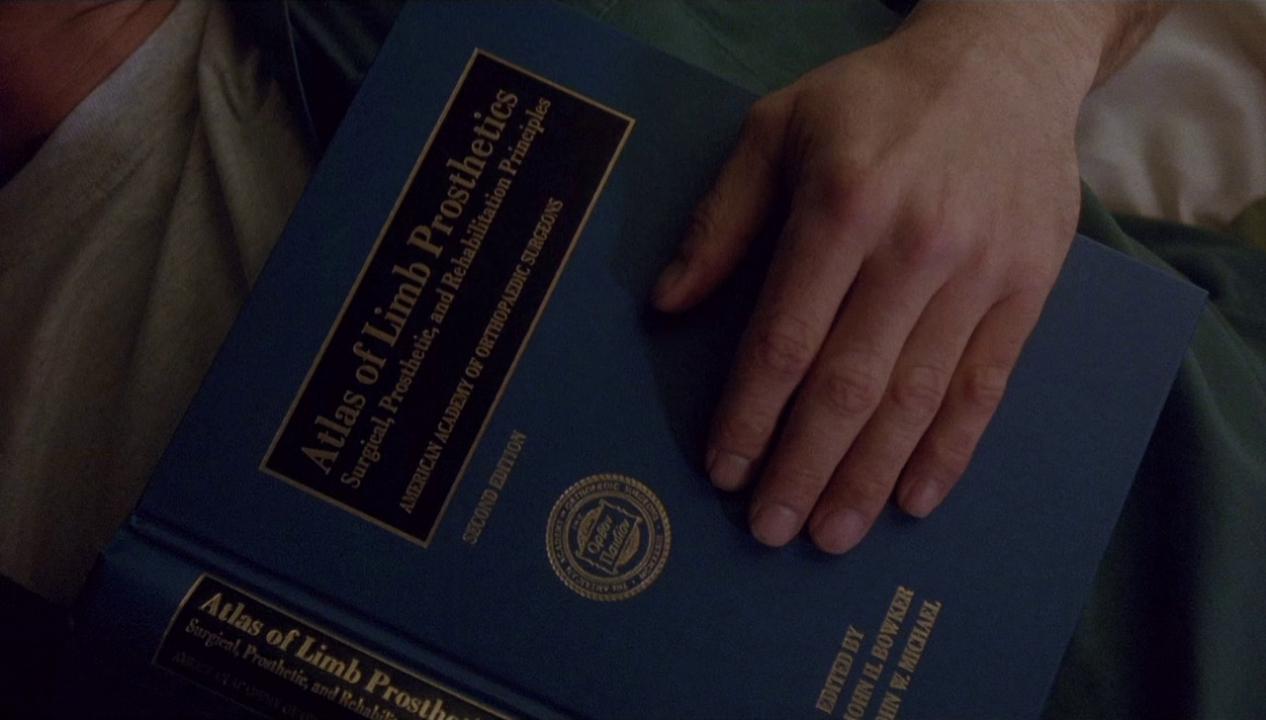 Atlas of Limb Prosthetics
Surgical, Prosthetic, and Rehabilitation Principles
AMERICAN ACADEMY OF ORTHOPAEDIC SURGEONS
SECOND EDITION
EDITED BY
JOHN H. BOWKER
JOHN W. MICHAEL
Atlas of Limb Prosthe
Surgical, Prosthetic, and Rehabili